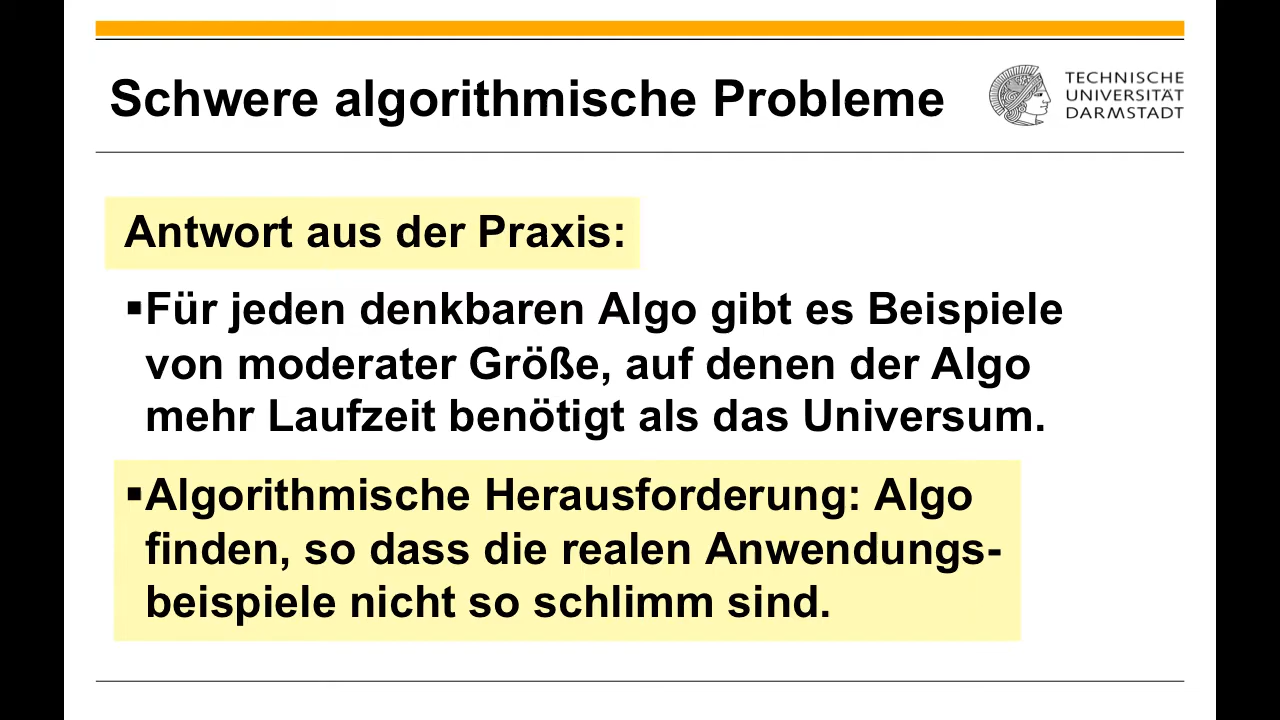 Schwere algorithmische Probleme
TECHNISCHE
UNIVERSITÄT
DARMSTADT
Antwort aus der Praxis:
▪Für jeden denkbaren Algo gibt es Beispiele
von moderater Größe, auf denen der Algo
mehr Laufzeit benötigt als das Universum.
▪Algorithmische Herausforderung: Algo
finden, so dass die realen Anwendungs-
beispiele nicht so schlimm sind.